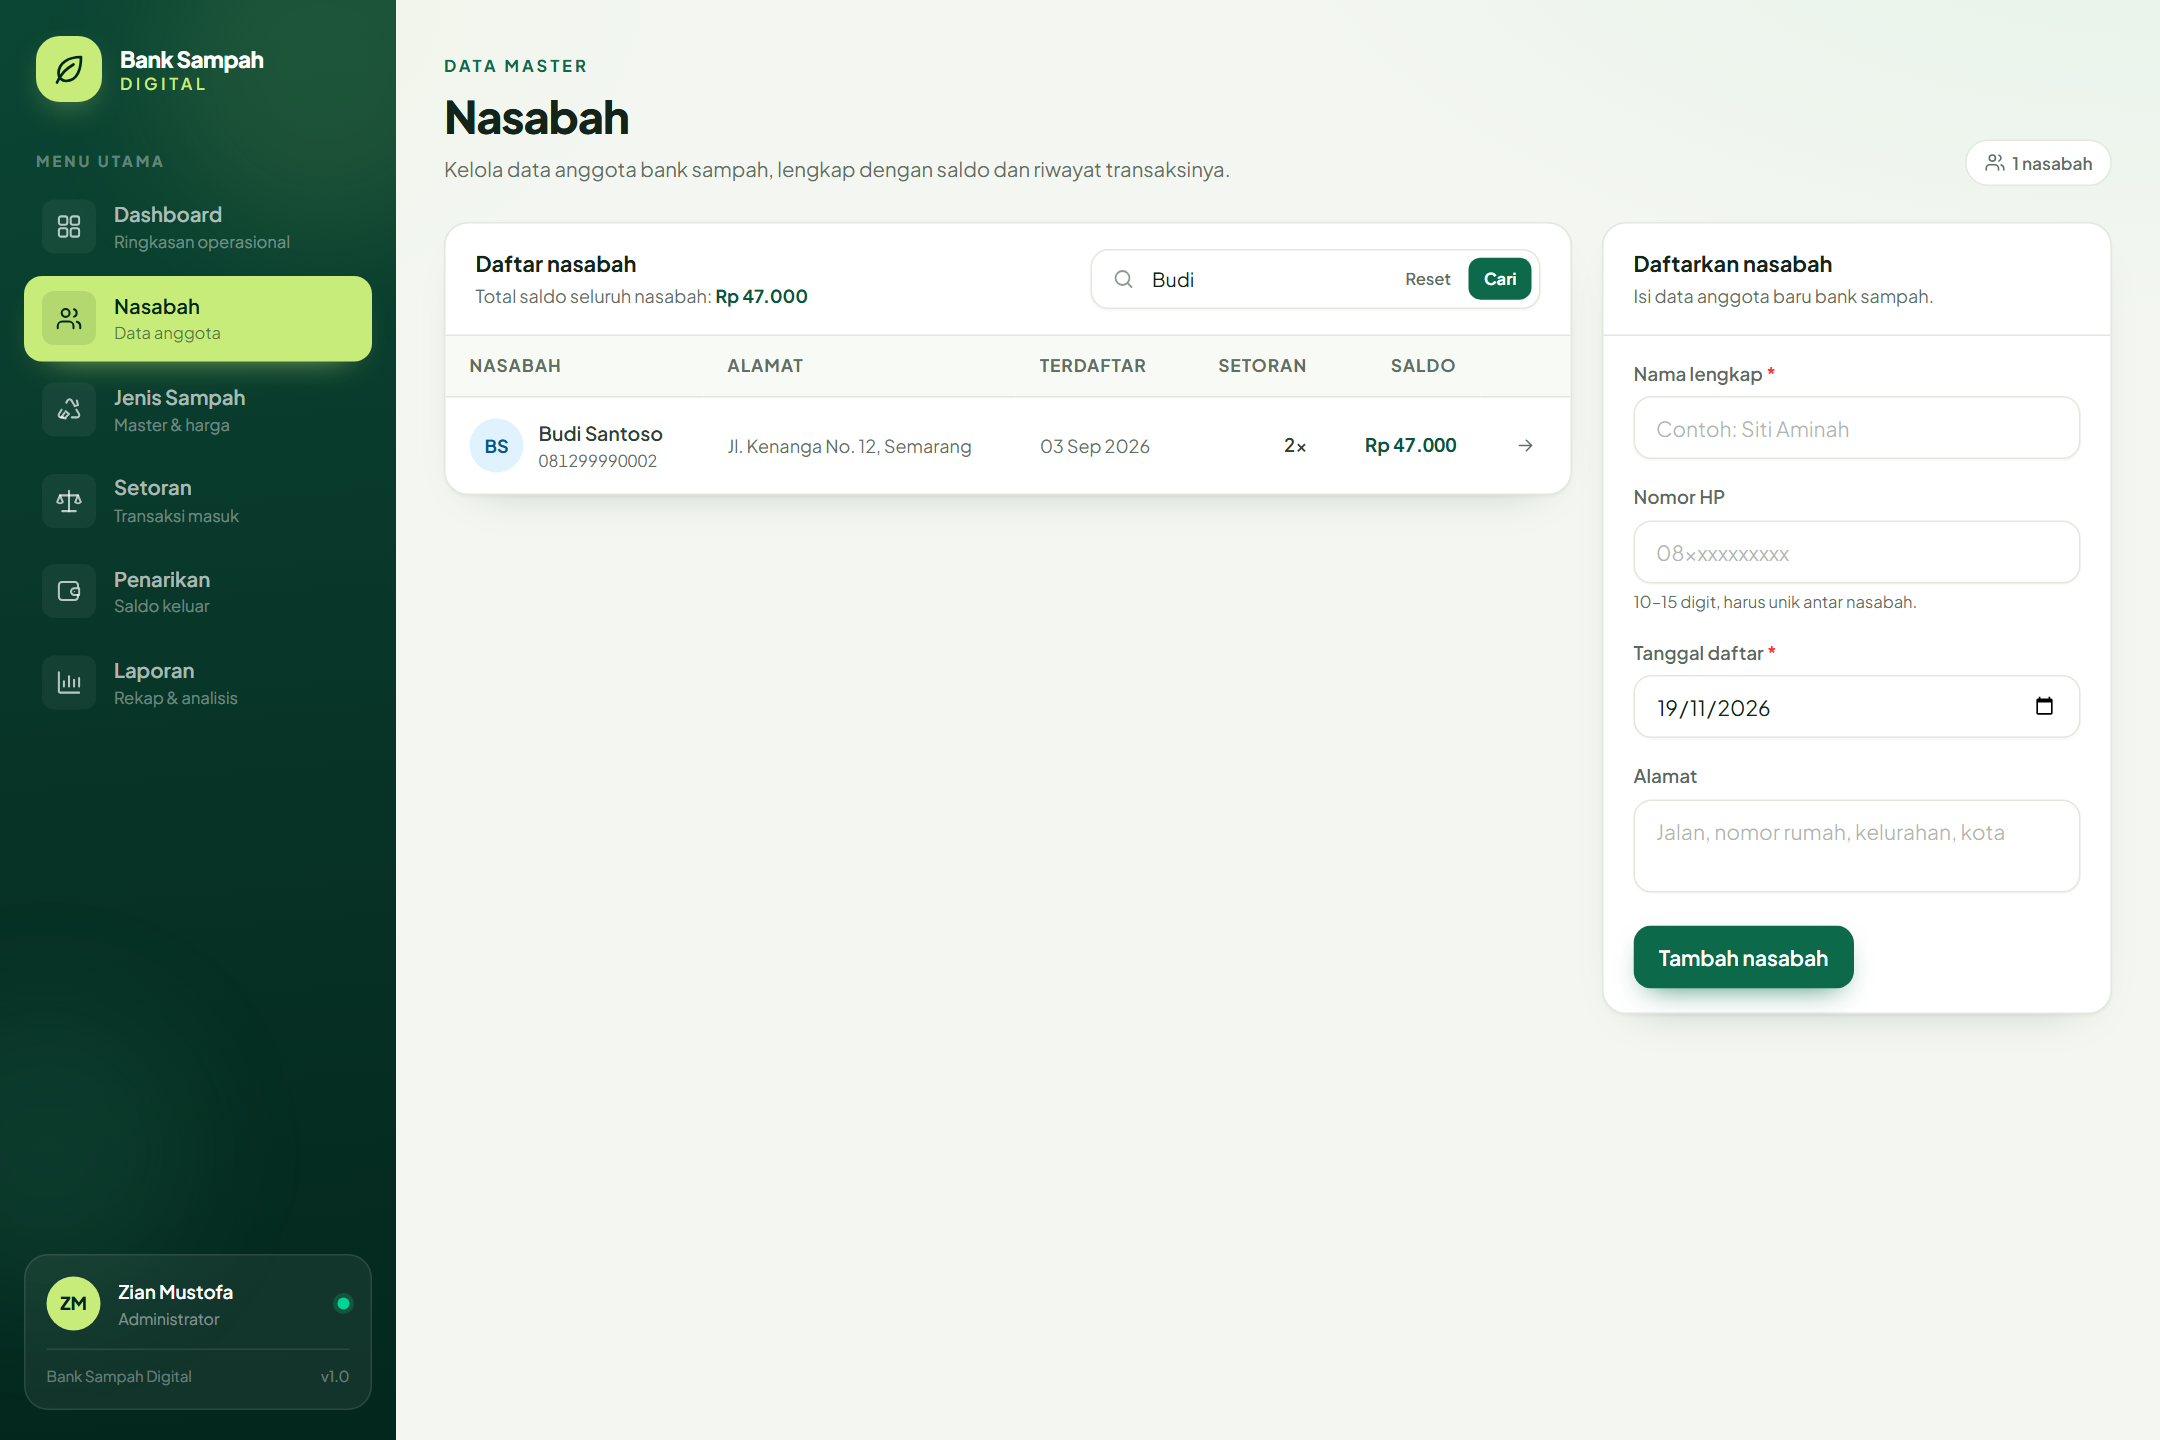 Bank Sampah
DIGITAL
MENU UTAMA
Dashboard
Ringkasan operasional
Nasabah
Data anggota
Jenis Sampah
Master & harga
Setoran
Transaksi masuk
Penarikan
Saldo keluar
Laporan
Rekap & analisis
ZM
Zian Mustofa
Administrator
Bank Sampah Digital v1.0
DATA MASTER
Nasabah
Kelola data anggota bank sampah, lengkap dengan saldo dan riwayat transaksinya.
1 nasabah
Daftar nasabah
Total saldo seluruh nasabah: Rp 47.000
Budi Reset Cari
NASABAH ALAMAT TERDAFTAR SETORAN SALDO
BS Budi Santoso Jl. Kenanga No. 12, Semarang 03 Sep 2026 2× Rp 47.000 →
081299990002
Daftarkan nasabah
Isi data anggota baru bank sampah.
Nama lengkap *
Contoh: Siti Aminah
Nomor HP
08xxxxxxxxxx
10–15 digit, harus unik antar nasabah.
Tanggal daftar *
19/11/2026
Alamat
Jalan, nomor rumah, kelurahan, kota
Tambah nasabah